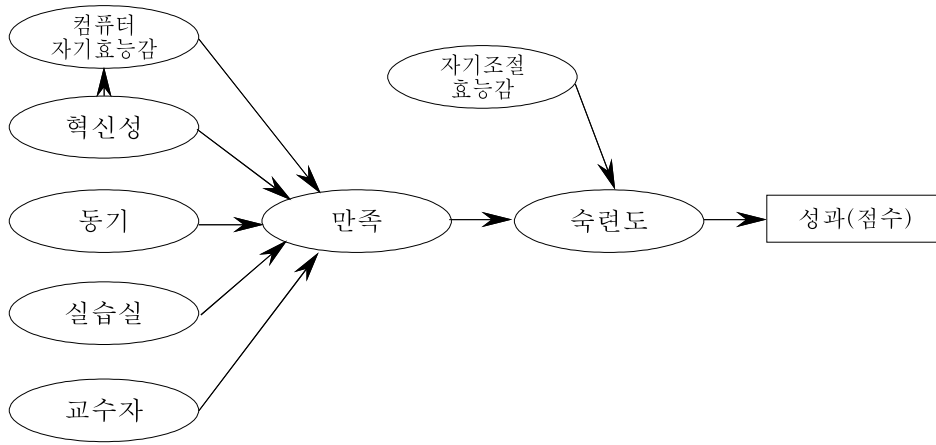 컴퓨터
자기효능감
자기조절
효능감
혁신성
동기
만족
숙련도
성과(점수)
실습실
교수자